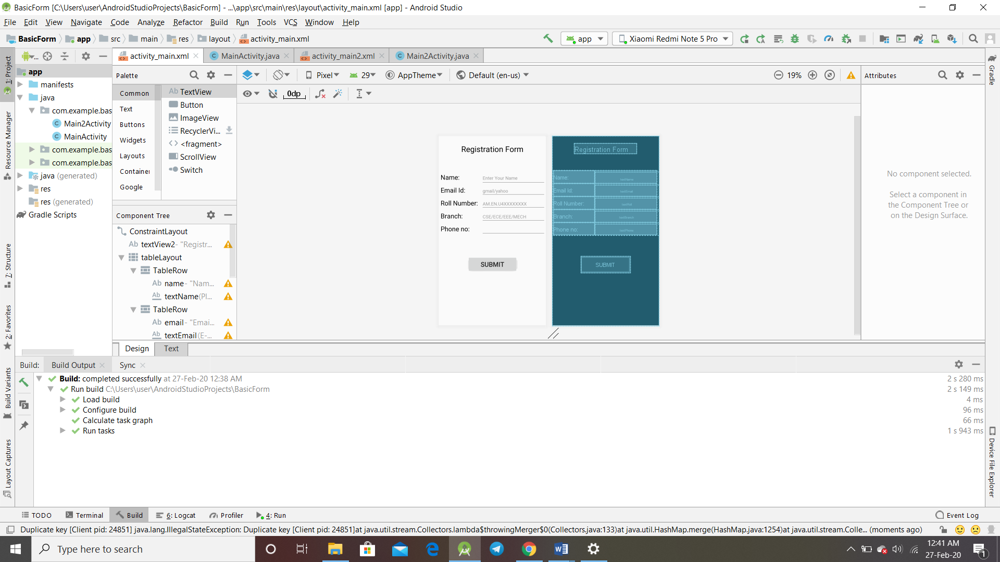 BasicForm [C:\Users\user\AndroidStudioProjects\BasicForm] - ...\app\src\main\res\layout\activity_main.xml [app] - Android Studio
File Edit View Navigate Code Analyze Refactor Build Run Tools VCS Window Help
BasicForm app src main res layout activity_main.xml
app Xiaomi Redmi Note 5 Pro
activity_main.xml MainActivity.java activity_main2.xml Main2Activity.java
1: Project
Resource Manager
7: Structure
2: Favorites
Build Variants
Layout Captures
app
manifests
java
com.example.bas
Main2Activity
MainActivity
com.example.bas
com.example.bas
java (generated)
res
res (generated)
Gradle Scripts
Palette
Common
Text
Buttons
Widgets
Layouts
Container
Google
Ab TextView
Button
ImageView
RecyclerVi...
<fragment>
ScrollView
Switch
Pixel 29 AppTheme Default (en-us) 19%
0dp
Component Tree
ConstraintLayout
Ab textView2- "Registr...
tableLayout
TableRow
Ab name- "Nam...
Ab textName(Pl...
TableRow
Ab email- "Emai...
Ab textEmail(E-...
Registration Form
Name: Enter Your Name
Email Id: gmail/yahoo
Roll Number: AM.EN.U4XXXXXXXX
Branch: CSE/ECE/EEE/MECH
Phone no:
SUBMIT
Registration Form
Name: textName
Email Id: textEmail
Roll Number: textRoll
Branch: textBranch
Phone no: textPhone
SUBMIT
Attributes
No component selected.
Select a component in
the Component Tree or
on the Design Surface.
Gradle
Device File Explorer
Design Text
Build: Build Output Sync
Build: completed successfully at 27-Feb-20 12:38 AM 2 s 280 ms
Run build C:\Users\user\AndroidStudioProjects\BasicForm 2 s 149 ms
Load build 4 ms
Configure build 96 ms
Calculate task graph 66 ms
Run tasks 1 s 943 ms
TODO Terminal Build 6: Logcat Profiler 4: Run Event Log
Duplicate key [Client pid: 24851] java.lang.IllegalStateException: Duplicate key [Client pid: 24851]at java.util.stream.Collectors.lambda$throwingMerger$0(Collectors.java:133)at java.util.HashMap.merge(HashMap.java:1254)at java.util.stream.Colle... (moments ago)
Type here to search
12:41 AM
27-Feb-20
1